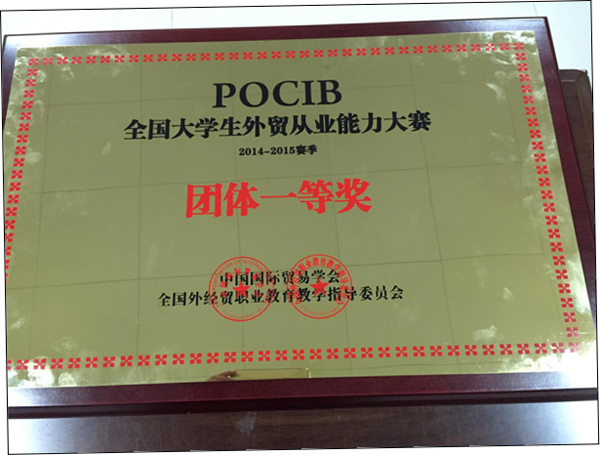 POCIB
全国大学生外贸从业能力大赛
2014-2015赛季
团体一等奖
中国国际贸易学会
全国外经贸职业教育教学指导委员会